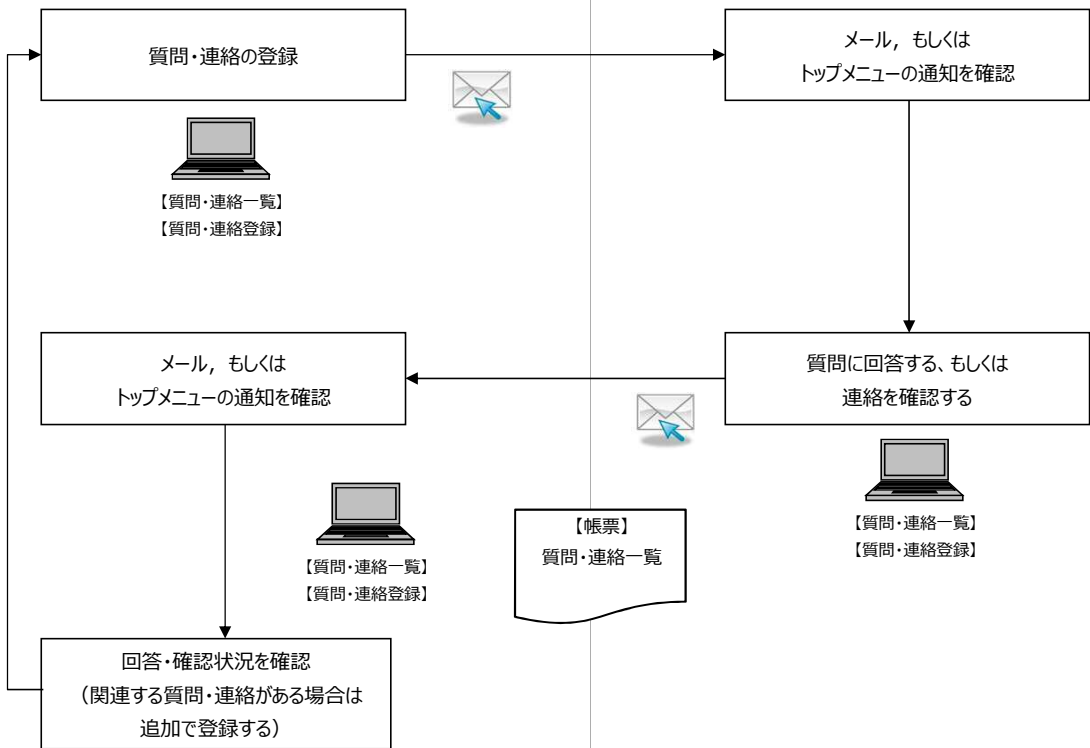 質問・連絡の登録
メール，もしくは
トップメニューの通知を確認
【質問・連絡一覧】
【質問・連絡登録】
メール，もしくは
トップメニューの通知を確認
質問に回答する、もしくは
連絡を確認する
【質問・連絡一覧】
【質問・連絡登録】
【帳票】
質問・連絡一覧
【質問・連絡一覧】
【質問・連絡登録】
回答・確認状況を確認
（関連する質問・連絡がある場合は
追加で登録する）